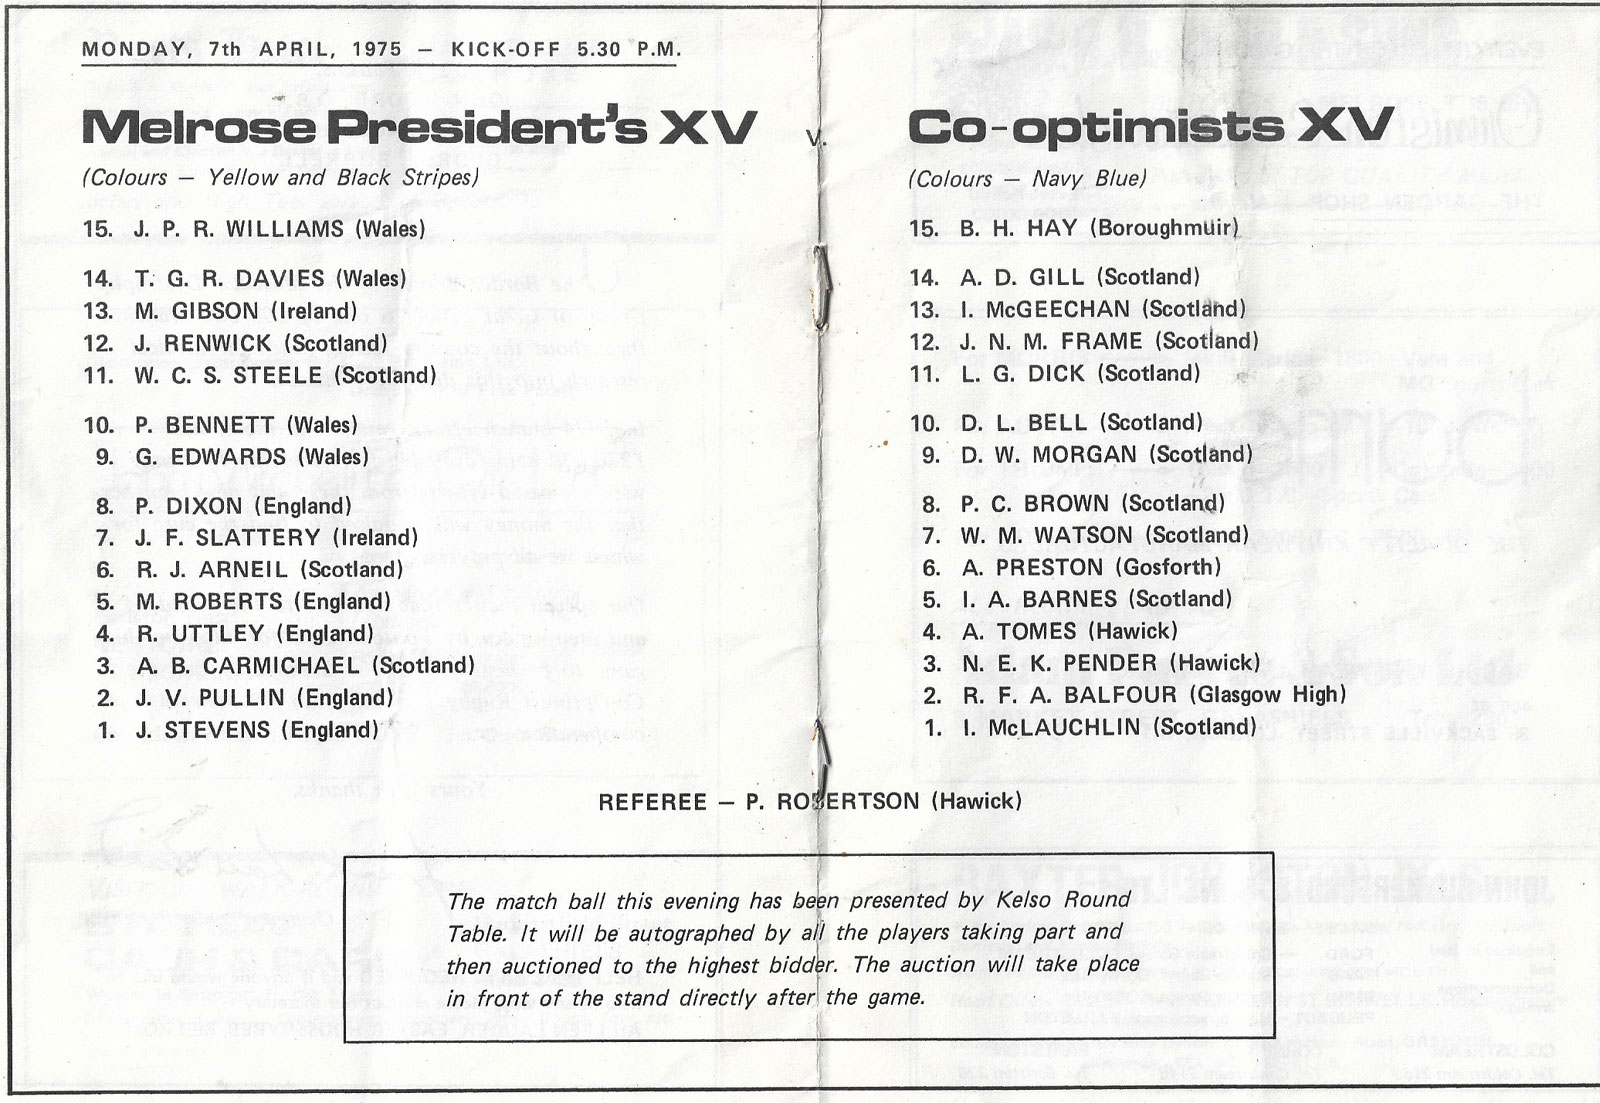 MONDAY, 7th APRIL, 1975 — KICK-OFF 5.30 P.M.
Melrose President's XV v. Co-optimists XV
(Colours — Yellow and Black Stripes)
15. J. P. R. WILLIAMS (Wales)
14. T. G. R. DAVIES (Wales)
13. M. GIBSON (Ireland)
12. J. RENWICK (Scotland)
11. W. C. S. STEELE (Scotland)
10. P. BENNETT (Wales)
9. G. EDWARDS (Wales)
8. P. DIXON (England)
7. J. F. SLATTERY (Ireland)
6. R. J. ARNEIL (Scotland)
5. M. ROBERTS (England)
4. R. UTTLEY (England)
3. A. B. CARMICHAEL (Scotland)
2. J. V. PULLIN (England)
1. J. STEVENS (England)
(Colours — Navy Blue)
15. B. H. HAY (Boroughmuir)
14. A. D. GILL (Scotland)
13. I. McGEECHAN (Scotland)
12. J. N. M. FRAME (Scotland)
11. L. G. DICK (Scotland)
10. D. L. BELL (Scotland)
9. D. W. MORGAN (Scotland)
8. P. C. BROWN (Scotland)
7. W. M. WATSON (Scotland)
6. A. PRESTON (Gosforth)
5. I. A. BARNES (Scotland)
4. A. TOMES (Hawick)
3. N. E. K. PENDER (Hawick)
2. R. F. A. BALFOUR (Glasgow High)
1. I. McLAUCHLIN (Scotland)
REFEREE — P. ROBERTSON (Hawick)
The match ball this evening has been presented by Kelso Round
Table. It will be autographed by all the players taking part and
then auctioned to the highest bidder. The auction will take place
in front of the stand directly after the game.